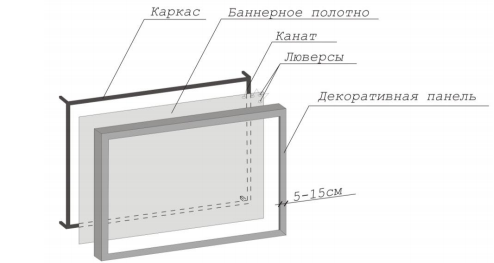 Каркас
Баннерное полотно
Канат
Люверсы
Декоративная панель
5-15см